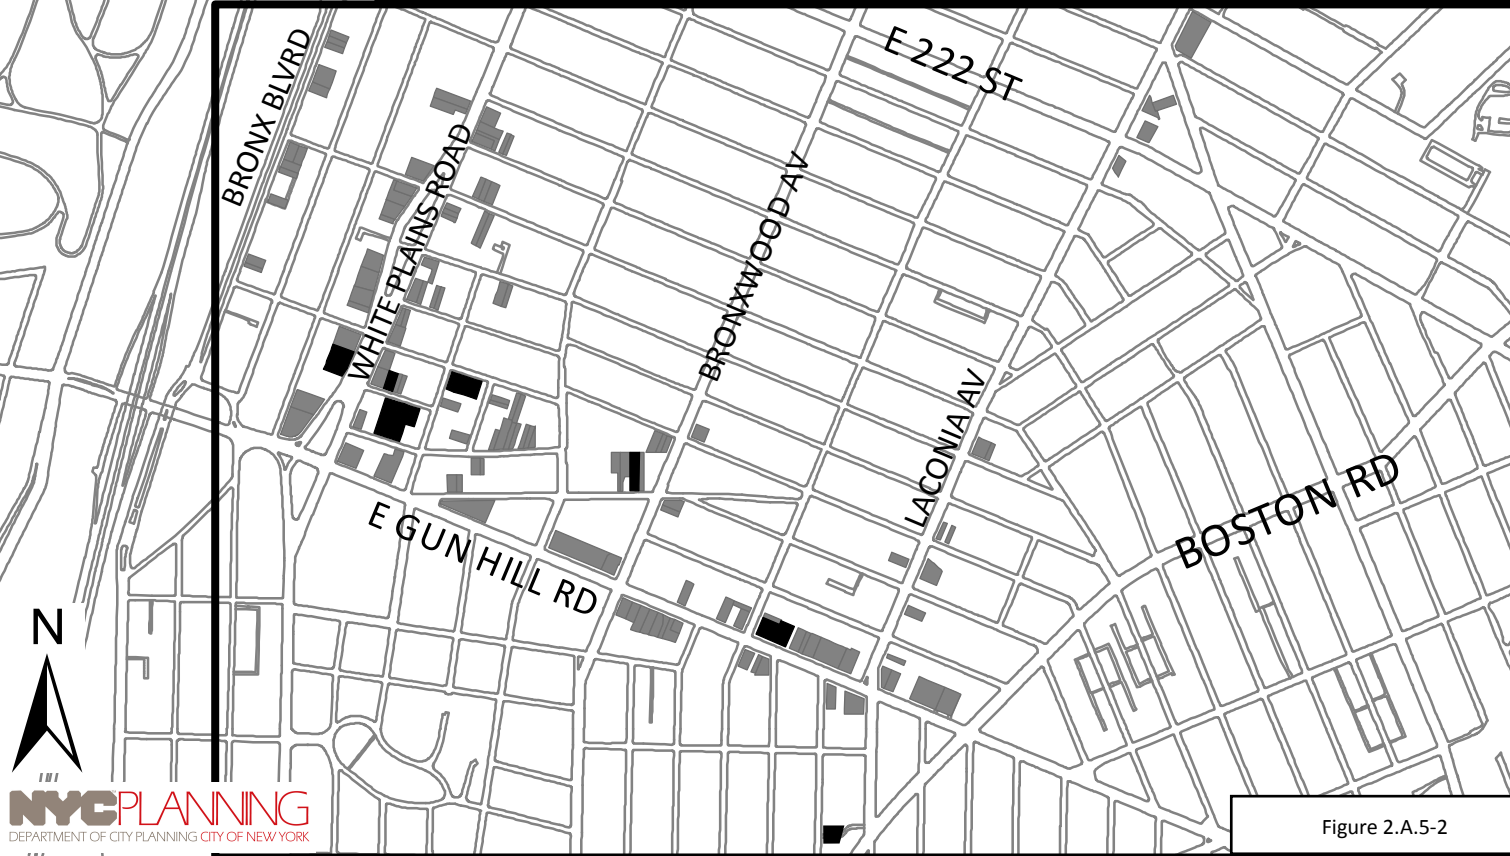 E 222 ST
BRONX BLVRD
WHITE PLAINS ROAD
BRONXWOOD AV
LACONIA AV
BOSTON RD
E GUN HILL RD
N
NYCPLANNING
DEPARTMENT OF CITY PLANNING CITY OF NEW YORK
Figure 2.A.5-2